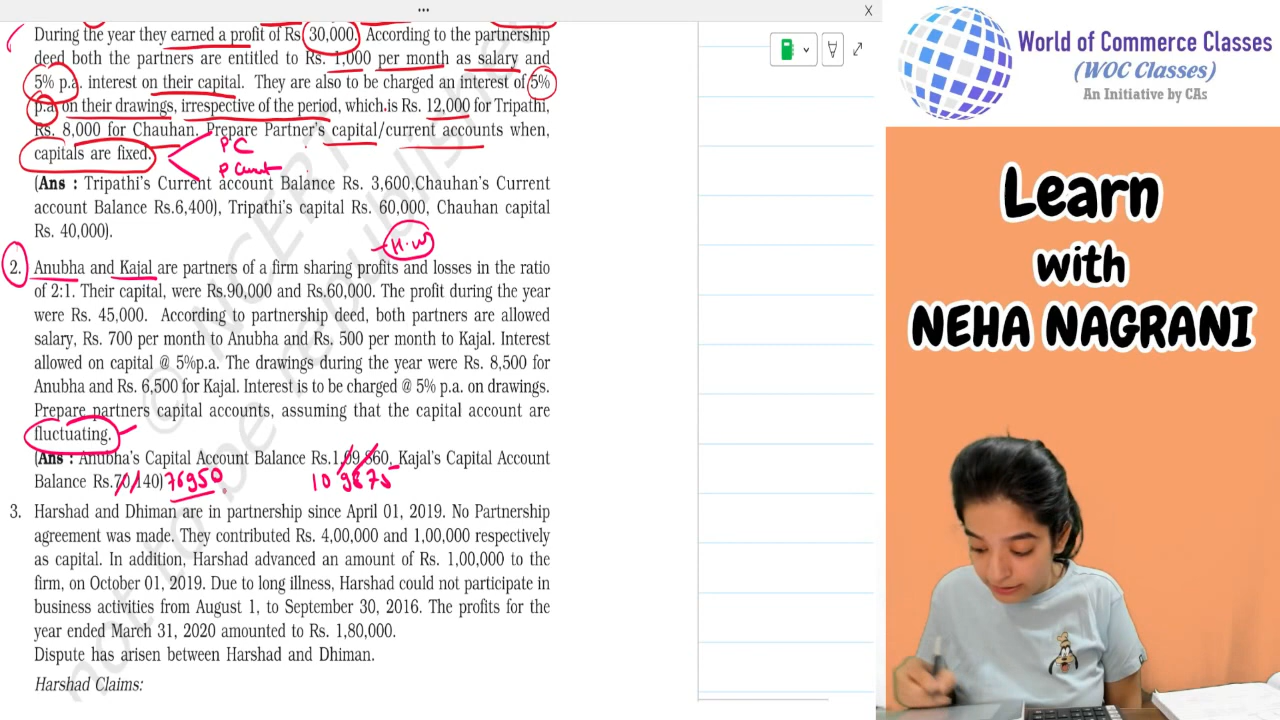 ...
X
During the year they earned a profit of Rs 30,000. According to the partnership
deed both the partners are entitled to Rs. 1,000 per month as salary and
5% p.a. interest on their capital. They are also to be charged an interest of 5%
p.a. on their drawings, irrespective of the period, which is Rs. 12,000 for Tripathi,
Rs. 8,000 for Chauhan. Prepare Partner's capital/current accounts when,
capitals are fixed.
PC
P Curnt
(Ans : Tripathi's Current account Balance Rs. 3,600,Chauhan's Current
account Balance Rs.6,400), Tripathi's capital Rs. 60,000, Chauhan capital
Rs. 40,000).
H.W
2. Anubha and Kajal are partners of a firm sharing profits and losses in the ratio
of 2:1. Their capital, were Rs.90,000 and Rs.60,000. The profit during the year
were Rs. 45,000. According to partnership deed, both partners are allowed
salary, Rs. 700 per month to Anubha and Rs. 500 per month to Kajal. Interest
allowed on capital @ 5%p.a. The drawings during the year were Rs. 8,500 for
Anubha and Rs. 6,500 for Kajal. Interest is to be charged @ 5% p.a. on drawings.
Prepare partners capital accounts, assuming that the capital account are
fluctuating.
(Ans : Anubha's Capital Account Balance Rs.1,09,860, Kajal's Capital Account
Balance Rs.70,140) 76950 109875
3. Harshad and Dhiman are in partnership since April 01, 2019. No Partnership
agreement was made. They contributed Rs. 4,00,000 and 1,00,000 respectively
as capital. In addition, Harshad advanced an amount of Rs. 1,00,000 to the
firm, on October 01, 2019. Due to long illness, Harshad could not participate in
business activities from August 1, to September 30, 2016. The profits for the
year ended March 31, 2020 amounted to Rs. 1,80,000.
Dispute has arisen between Harshad and Dhiman.
Harshad Claims:
© NCERT
not to be republished
World of Commerce Classes
(WOC Classes)
An Initiative by CAs
Learn
with
NEHA NAGRANI